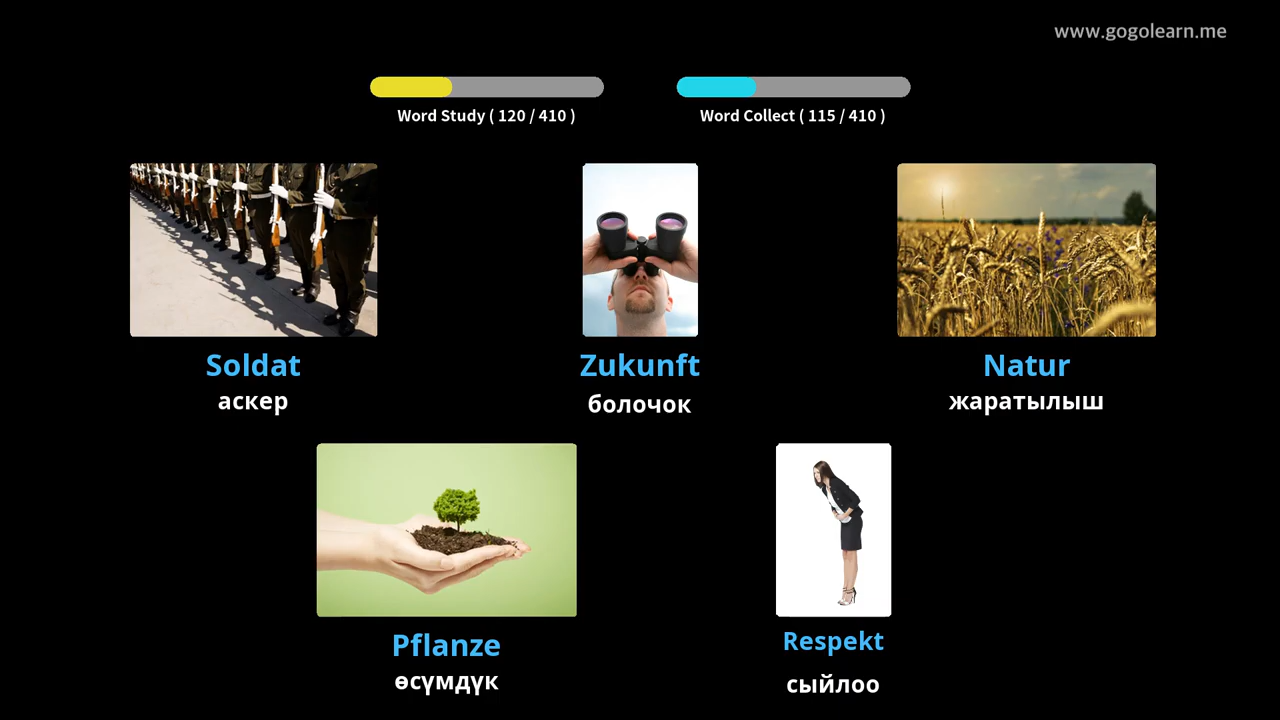 www.gogolearn.me
Word Study ( 120 / 410 )
Word Collect ( 115 / 410 )
Soldat
аскер
Zukunft
болочок
Natur
жаратылыш
Pflanze
өсүмдүк
Respekt
сыйлоо